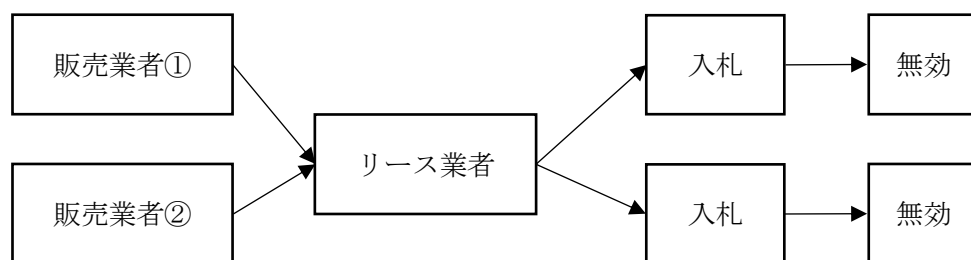 販売業者①
入札
無効
リース業者
販売業者②
入札
無効